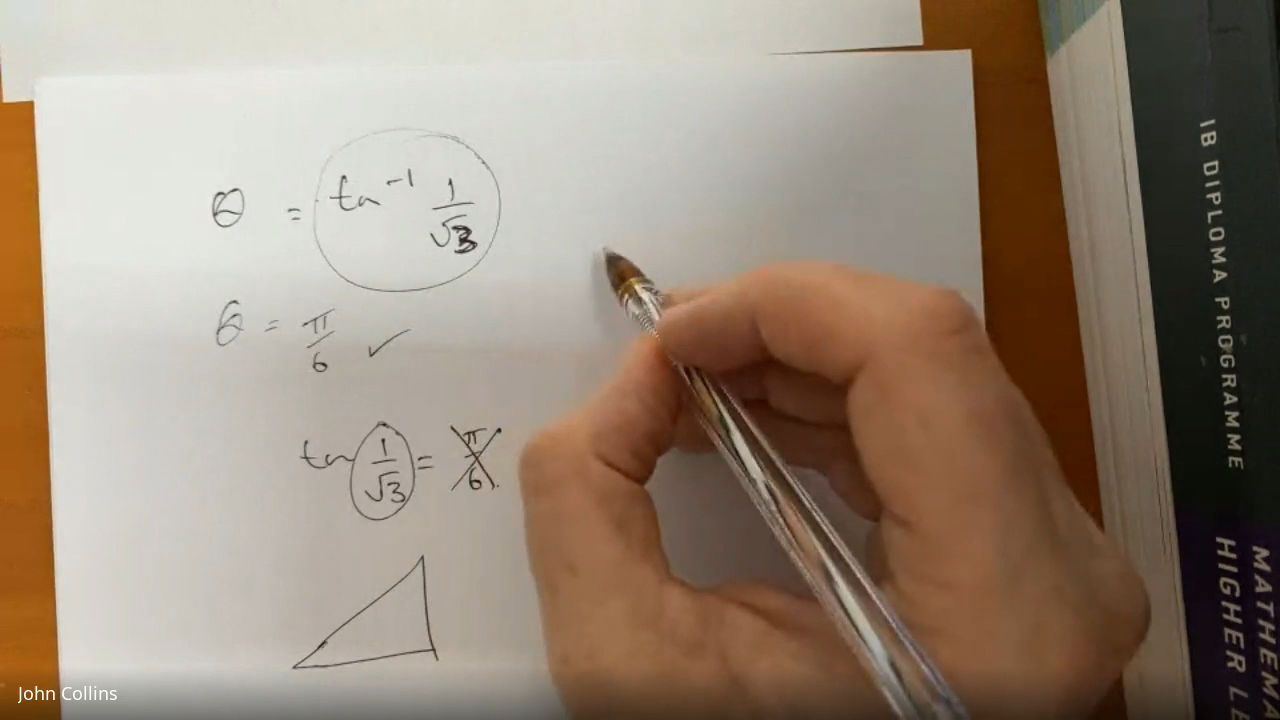 θ = tan⁻¹ 1/√3
θ = π/6 ✓
tan 1/√3 = π/6
John Collins
IB DIPLOMA PROGRAMME
HIGHER LE
MATHEMA